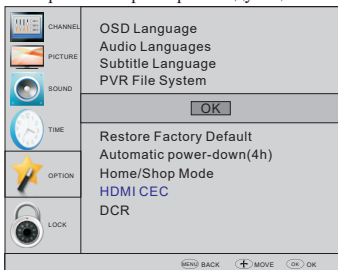 CHANNEL
PICTURE
SOUND
TIME
OPTION
LOCK
OSD Language
Audio Languages
Subtitle Language
PVR File System
OK
Restore Factory Default
Automatic power-down(4h)
Home/Shop Mode
HDMI CEC
DCR
MENU BACK MOVE OK OK